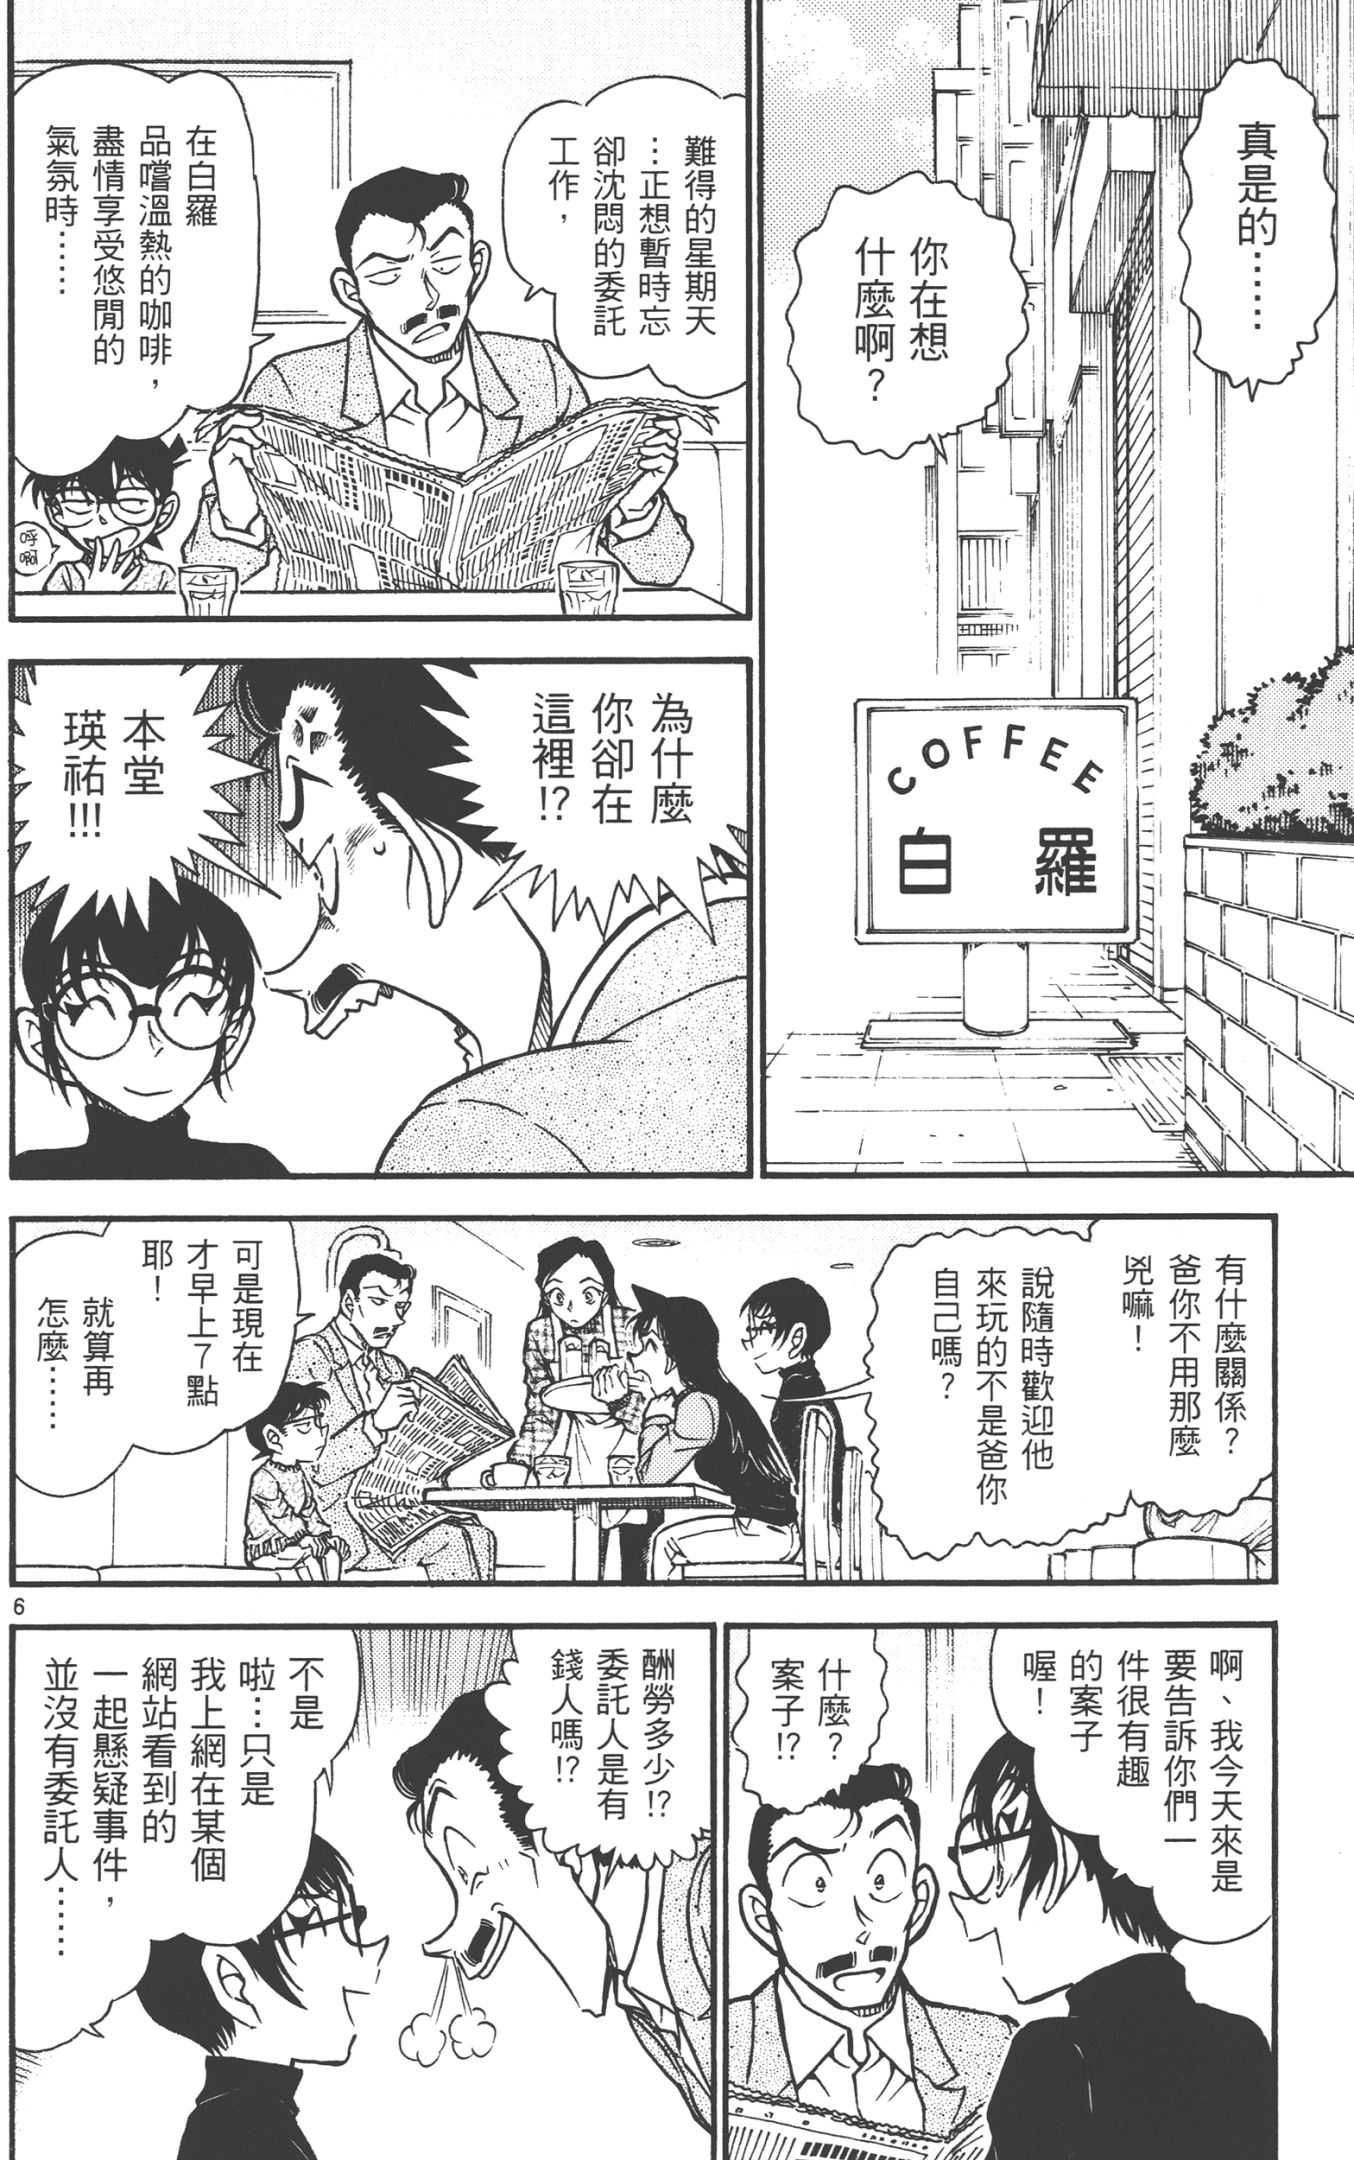 真是的……
你在想
什麼啊？
COFFEE
白羅
難得的星期天
…正想暫時忘
卻沈悶的委託
工作，
在白羅
品嚐溫熱的咖啡，
盡情享受悠閒的
氣氛時……
呼
啊
為什麼
你卻在
這裡!?
本堂
瑛祐!!!
有什麼關係？
爸你不用那麼
兇嘛！
說隨時歡迎他
來玩的不是爸你
自己嗎？
可是現在
才早上7點
耶！
就算再
怎麼……
6
啊、我今天來是
要告訴你們一
件很有趣
的案子
喔！
什麼？
案子!?
酬勞多少!?
委託人是有
錢人嗎!?
不是
啦…只是
我上網在某個
網站看到的
一起懸疑事件，
並沒有委託人……